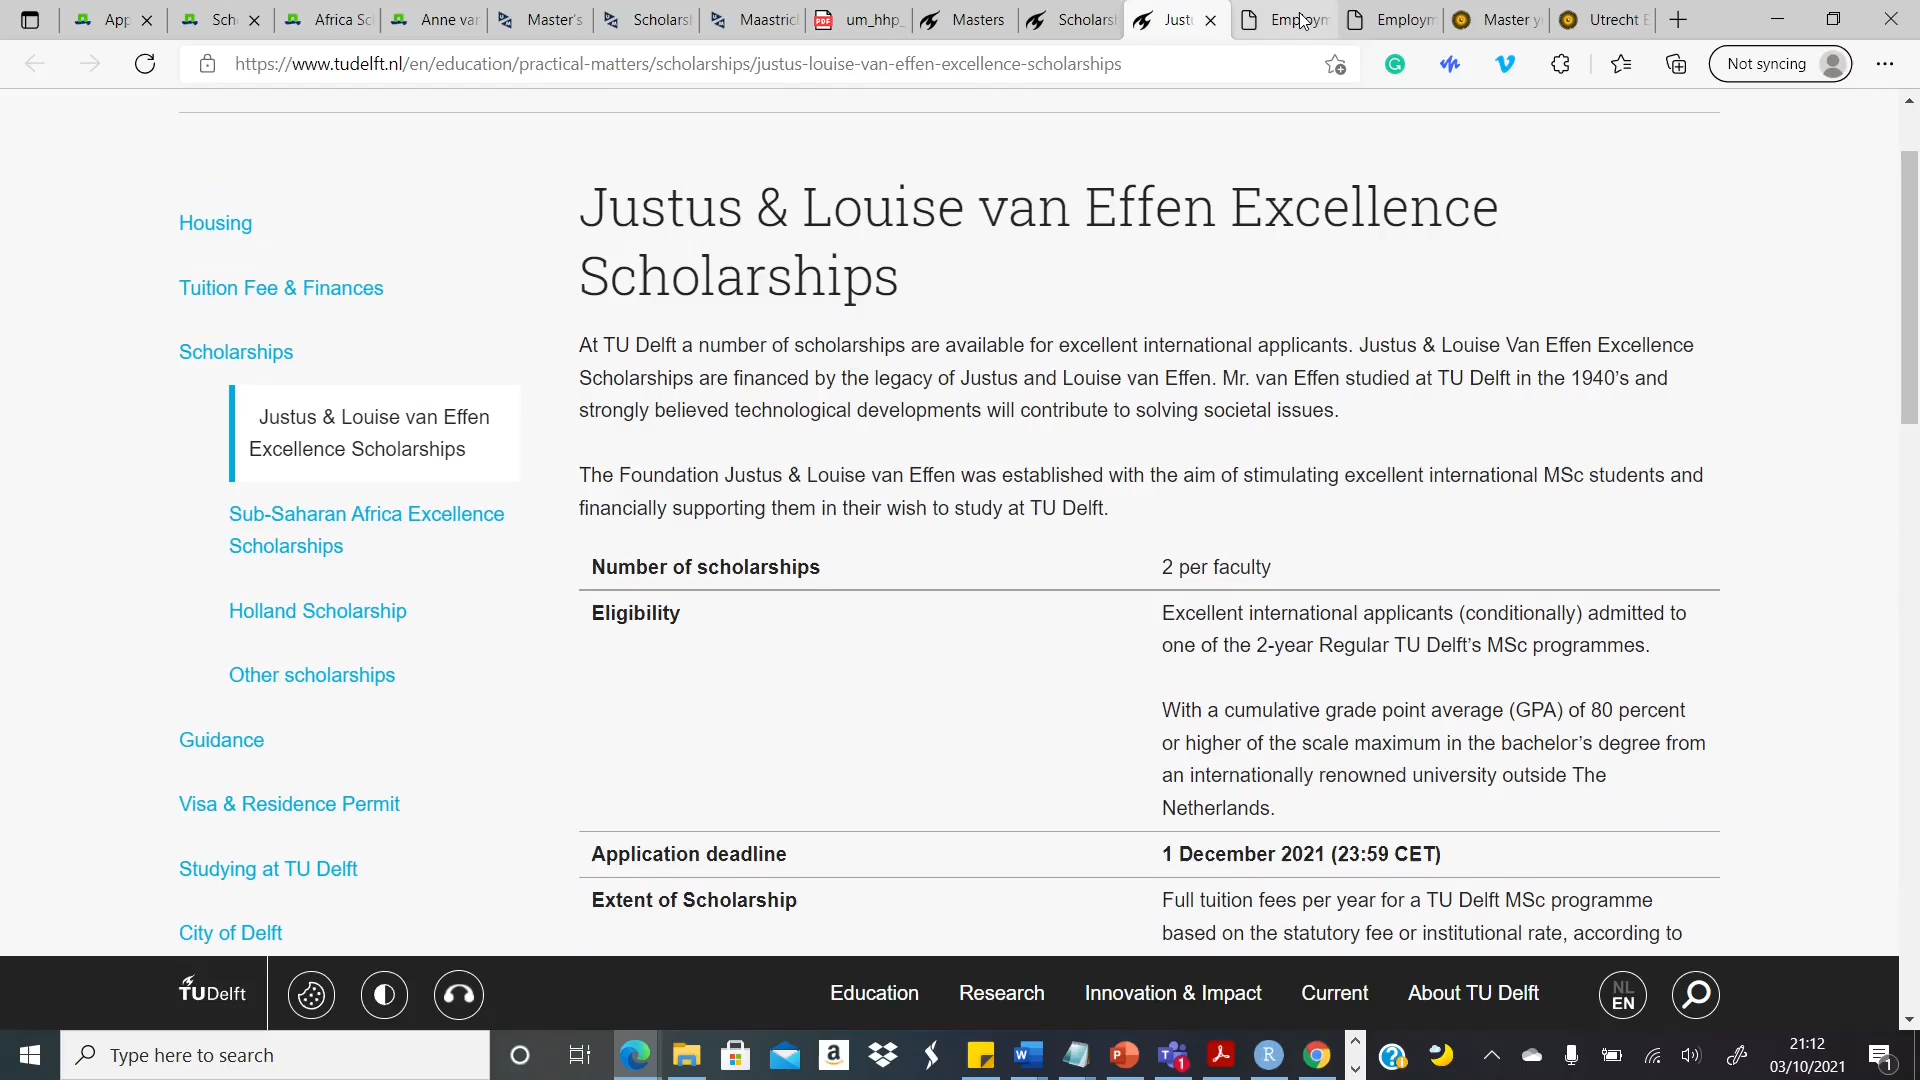 App
Sch
Africa Sc
Anne var
Master's
Scholars
Maastric
um_hhp_
Masters
Scholars
Just
Employm
Employm
Master y
Utrecht E
https://www.tudelft.nl/en/education/practical-matters/scholarships/justus-louise-van-effen-excellence-scholarships
Not syncing
Housing
Tuition Fee & Finances
Scholarships
Justus & Louise van Effen
Excellence Scholarships
Sub-Saharan Africa Excellence
Scholarships
Holland Scholarship
Other scholarships
Guidance
Visa & Residence Permit
Studying at TU Delft
City of Delft
Justus & Louise van Effen Excellence
Scholarships
At TU Delft a number of scholarships are available for excellent international applicants. Justus & Louise Van Effen Excellence
Scholarships are financed by the legacy of Justus and Louise van Effen. Mr. van Effen studied at TU Delft in the 1940's and
strongly believed technological developments will contribute to solving societal issues.
The Foundation Justus & Louise van Effen was established with the aim of stimulating excellent international MSc students and
financially supporting them in their wish to study at TU Delft.
Number of scholarships
2 per faculty
Eligibility
Excellent international applicants (conditionally) admitted to
one of the 2-year Regular TU Delft's MSc programmes.
With a cumulative grade point average (GPA) of 80 percent
or higher of the scale maximum in the bachelor's degree from
an internationally renowned university outside The
Netherlands.
Application deadline
1 December 2021 (23:59 CET)
Extent of Scholarship
Full tuition fees per year for a TU Delft MSc programme
based on the statutory fee or institutional rate, according to
TUDelft
Education
Research
Innovation & Impact
Current
About TU Delft
NL
EN
Type here to search
21:12
03/10/2021